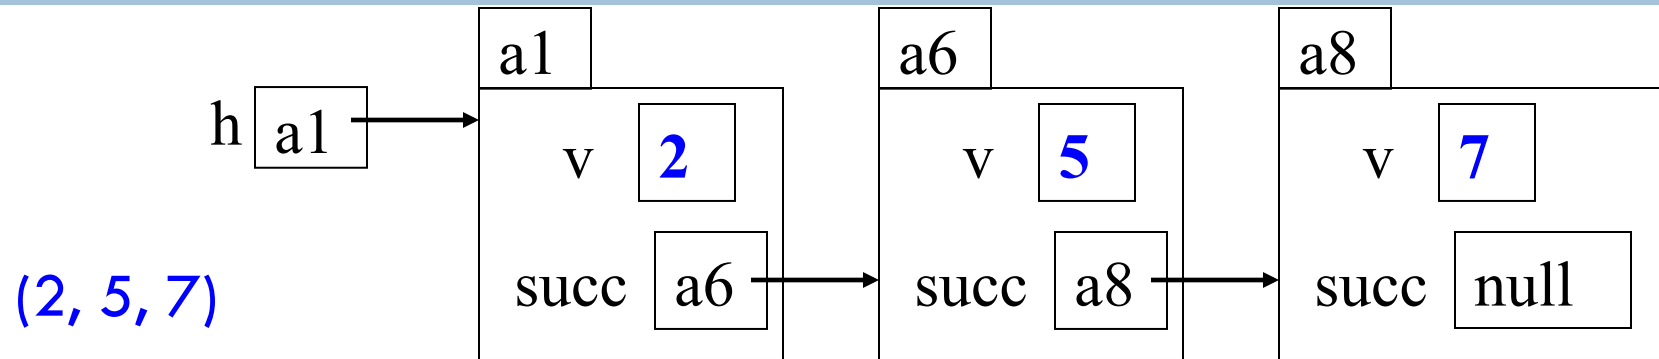 a1 a6 a8
h a1
v 2 v 5 v 7
(2, 5, 7) succ a6 succ a8 succ null